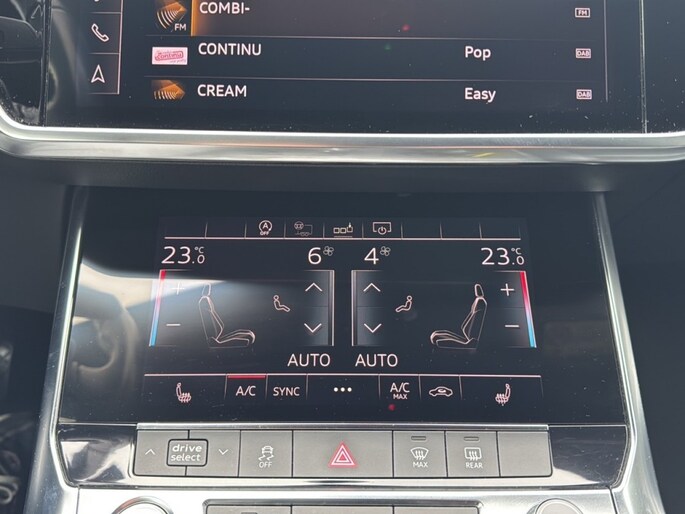 COMBI-
FM FM
CONTINU Pop DAB
CREAM Easy DAB
OFF
23.0 °C 6 4 23.0 °C
AUTO AUTO
A/C SYNC A/C MAX
drive select OFF MAX REAR